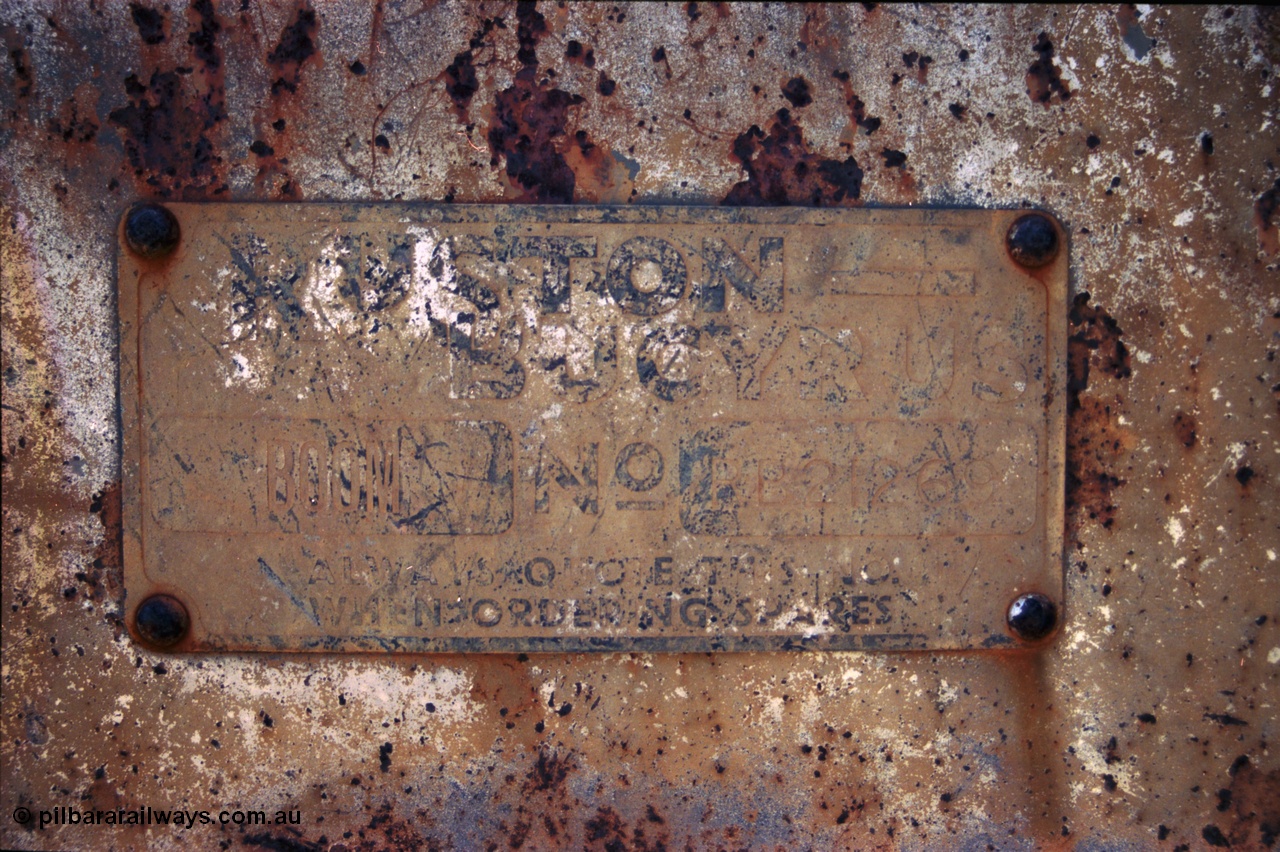 RUSTON
BUCYRUS
BOOM No
ALWAYS QUOTE THIS NO.
WHEN ORDERING SPARES
© pilbararailways.com.au